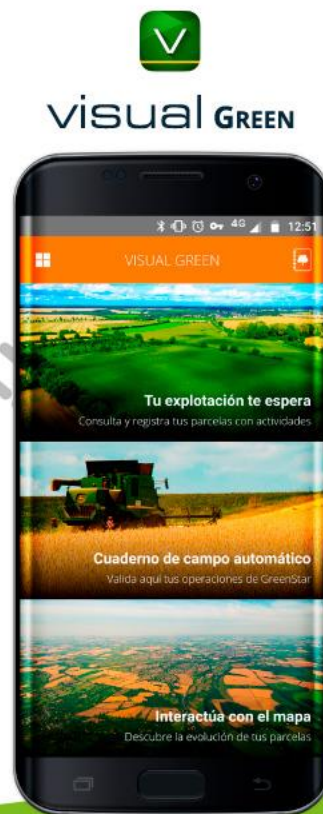 visual GREEN
4G 12:51
VISUAL GREEN
Tu explotación te espera
Consulta y registra tus parcelas con actividades
Cuaderno de campo automático
Valida aquí tus operaciones de GreenStar
Interactúa con el mapa
Descubre la evolución de tus parcelas